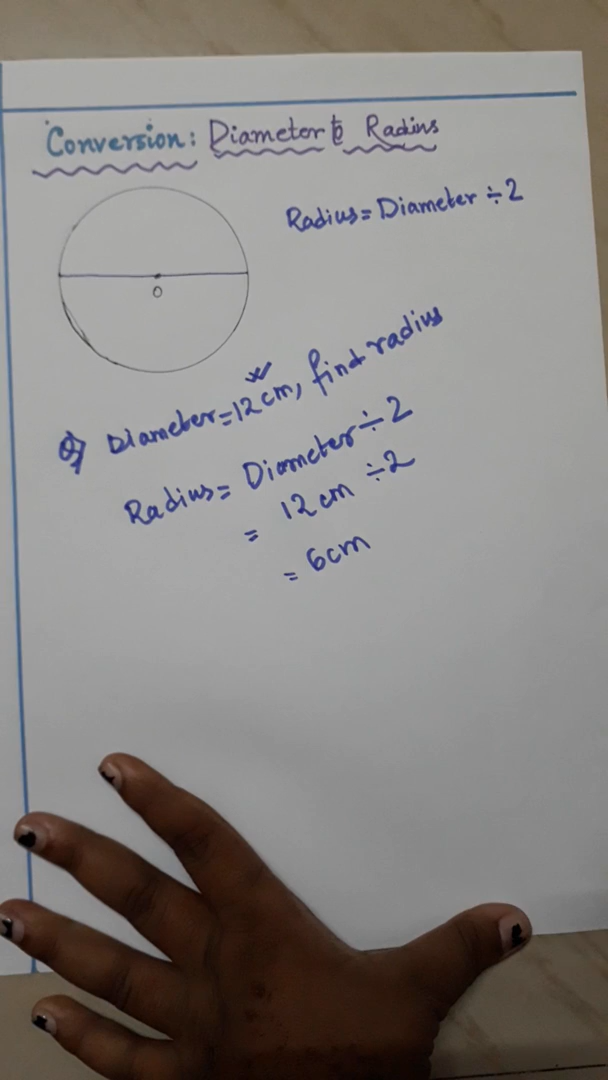 Conversion: Diameter to Radius
Radius = Diameter ÷ 2
O
Q) Diameter = 12 cm, find radius
Radius = Diameter ÷ 2
= 12 cm ÷ 2
= 6cm